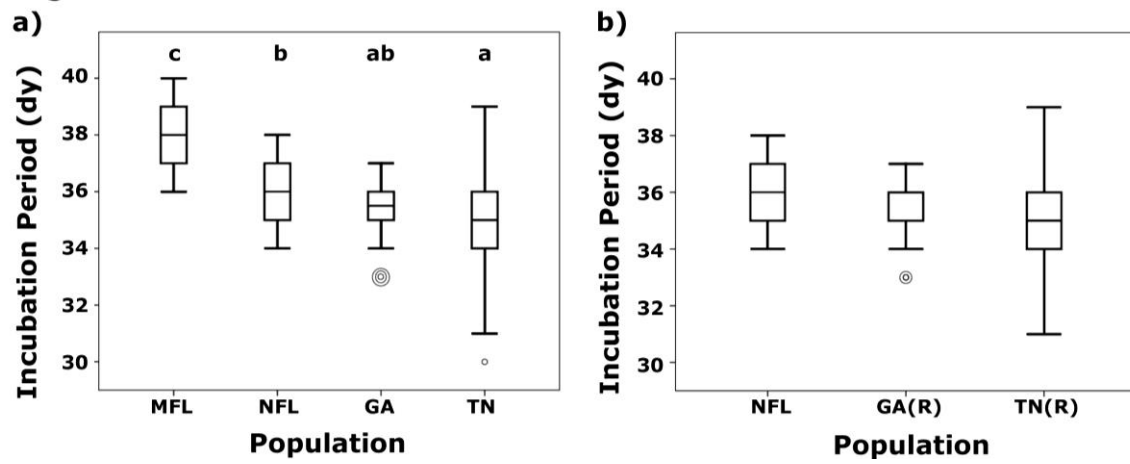 a)
c b ab a
Incubation Period (dy)
40
38
36
34
32
30
MFL NFL GA TN
Population
b)
Incubation Period (dy)
40
38
36
34
32
30
NFL GA(R) TN(R)
Population